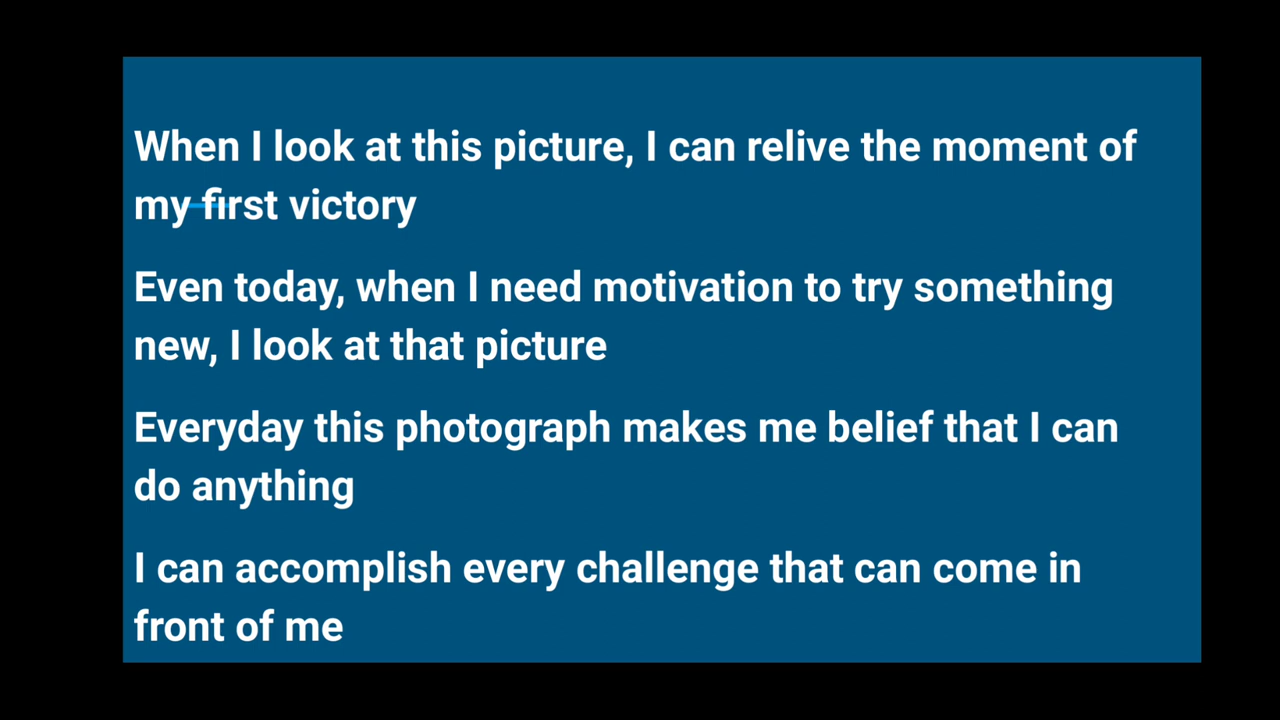 When I look at this picture, I can relive the moment of
my first victory
Even today, when I need motivation to try something
new, I look at that picture
Everyday this photograph makes me belief that I can
do anything
I can accomplish every challenge that can come in
front of me